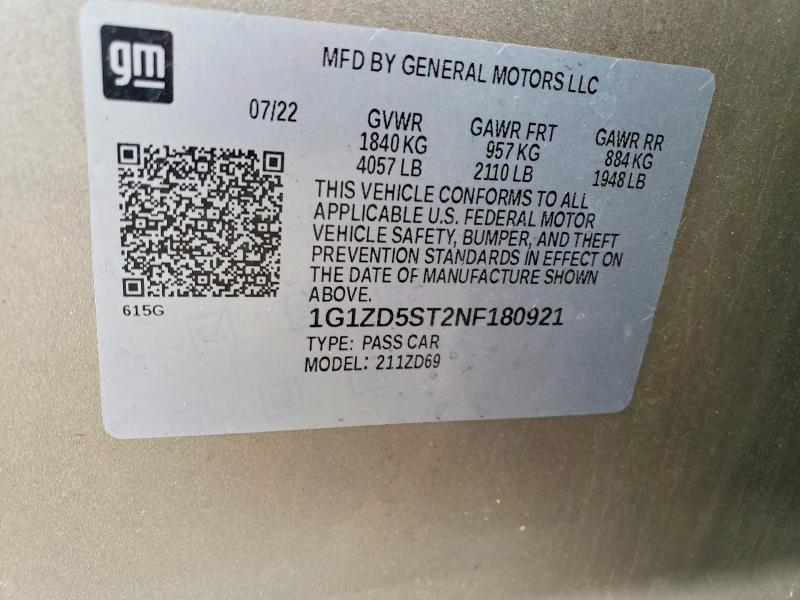 gm
MFD BY GENERAL MOTORS LLC
07/22 GVWR GAWR FRT GAWR RR
1840 KG 957 KG 884 KG
4057 LB 2110 LB 1948 LB
THIS VEHICLE CONFORMS TO ALL
APPLICABLE U.S. FEDERAL MOTOR
VEHICLE SAFETY, BUMPER, AND THEFT
PREVENTION STANDARDS IN EFFECT ON
THE DATE OF MANUFACTURE SHOWN
ABOVE.
615G
1G1ZD5ST2NF180921
TYPE: PASS CAR
MODEL: 211ZD69